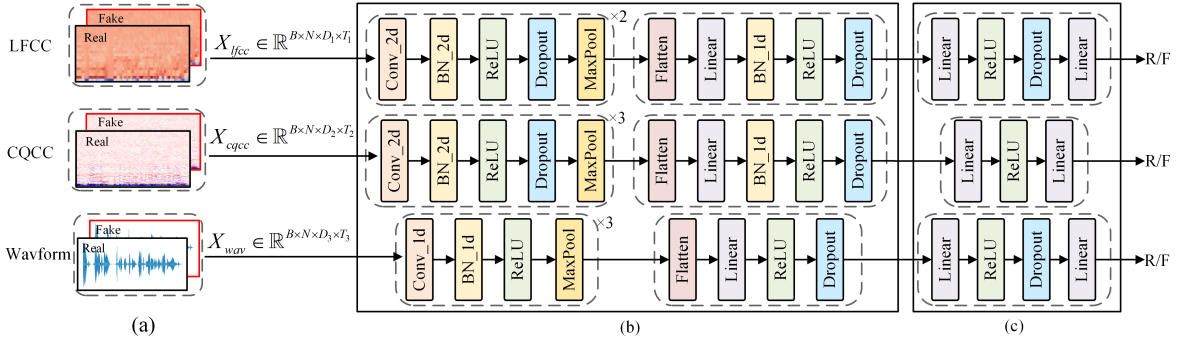 LFCC
Fake
Real
X_{lfcc} ∈ ℝ^{B×N×D_1×T_1}
Conv_2d
BN_2d
ReLU
Dropout
MaxPool
×2
Flatten
Linear
BN_1d
ReLU
Dropout
Linear
ReLU
Dropout
Linear
R/F
CQCC
Fake
Real
X_{cqcc} ∈ ℝ^{B×N×D_2×T_2}
Conv_2d
BN_2d
ReLU
Dropout
MaxPool
×3
Flatten
Linear
BN_1d
ReLU
Dropout
Linear
ReLU
Linear
R/F
Wavform
Fake
Real
X_{wav} ∈ ℝ^{B×N×D_3×T_3}
Conv_1d
BN_1d
ReLU
MaxPool
×3
Flatten
Linear
ReLU
Dropout
Linear
ReLU
Dropout
Linear
R/F
(a)
(b)
(c)